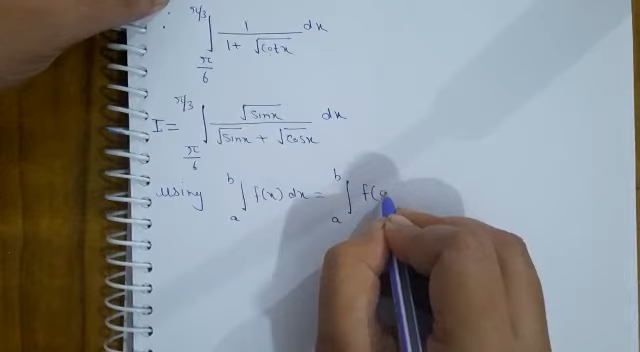 : ∫_{π/6}^{π/3} 1/(1 + √cotx) dx
I = ∫_{π/6}^{π/3} √sinx/(√sinx + √cosx) dx
using ∫_a^b f(x) dx = ∫_a^b f(a